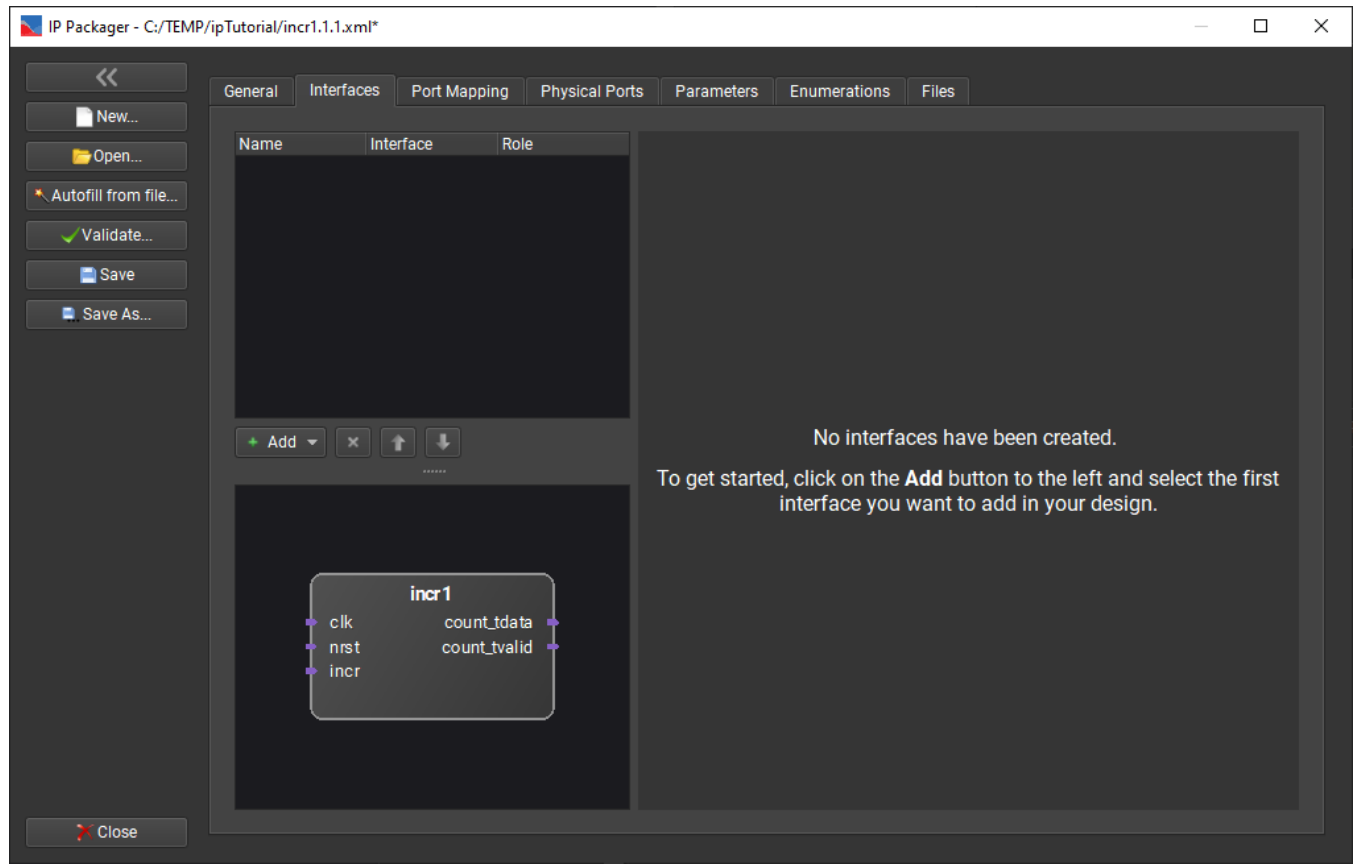 IP Packager - C:/TEMP/ipTutorial/incr1.1.1.xml*
New...
Open...
Autofill from file...
Validate...
Save
Save As...
Close
General Interfaces Port Mapping Physical Ports Parameters Enumerations Files
Name Interface Role
+ Add
No interfaces have been created.
To get started, click on the Add button to the left and select the first
interface you want to add in your design.
incr1
clk count_tdata
nrst count_tvalid
incr